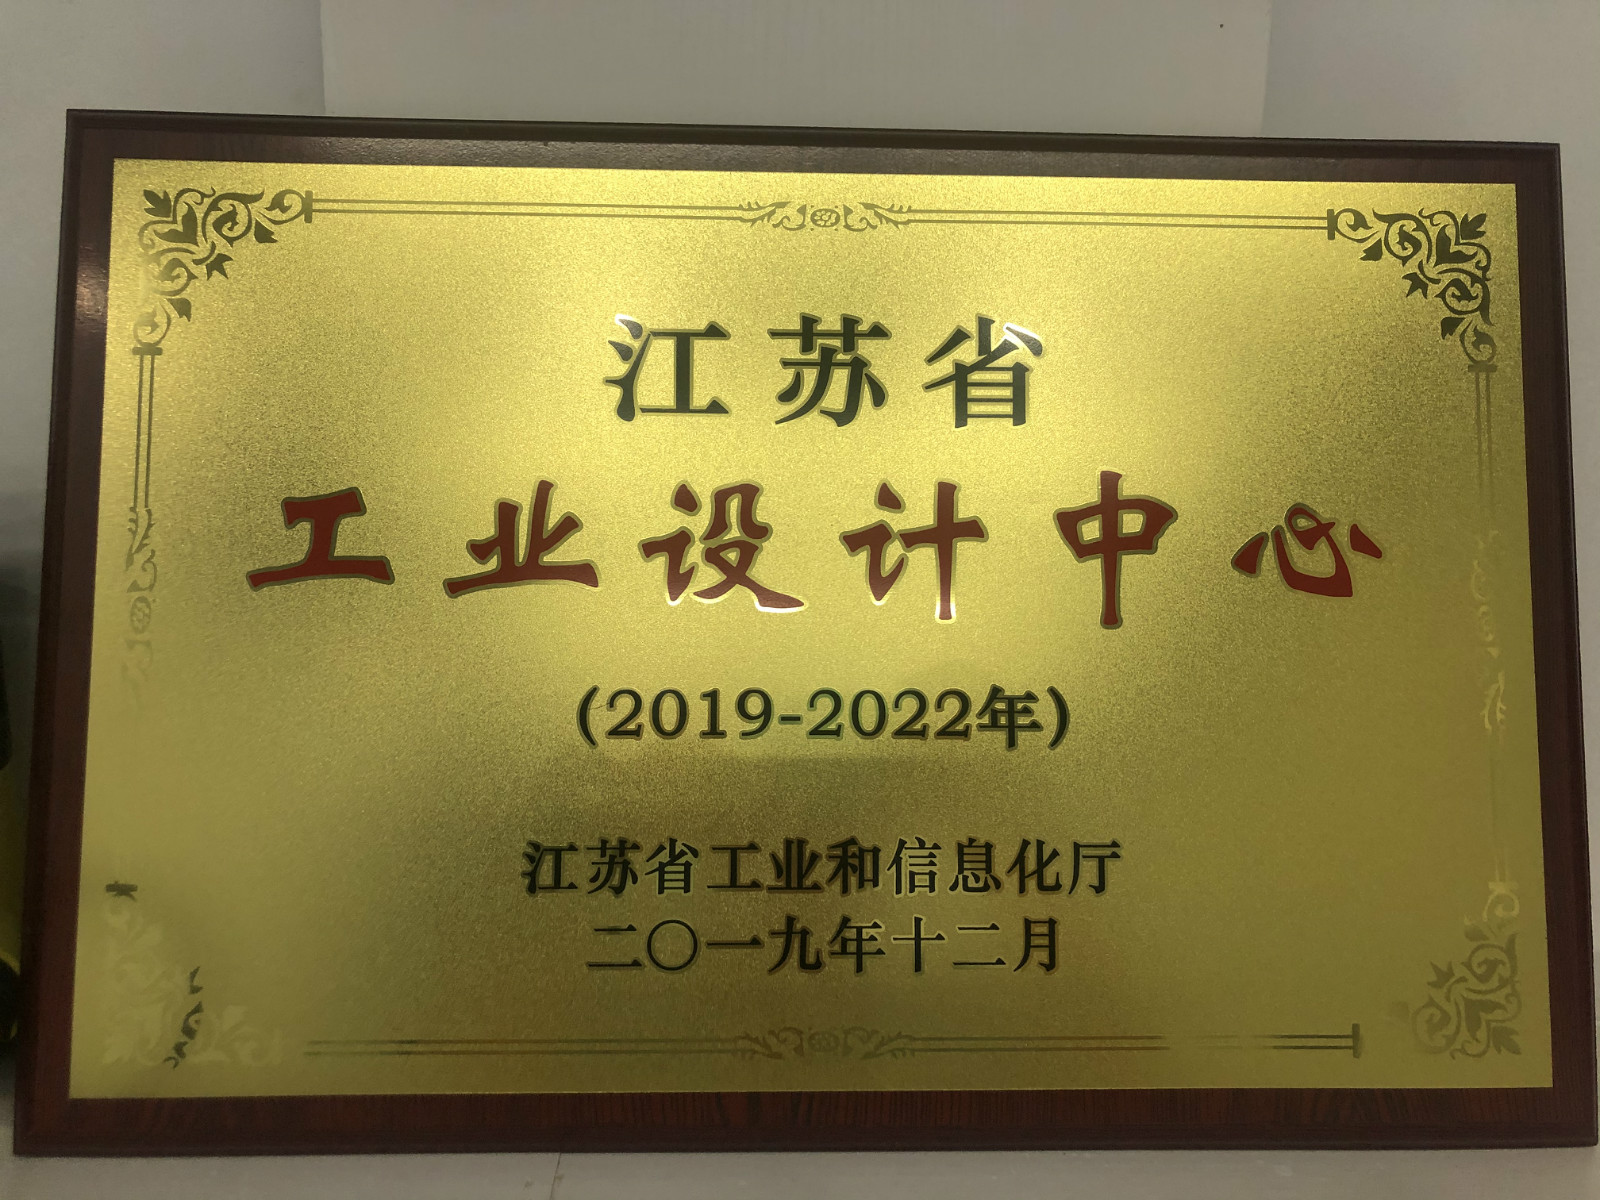 江苏省
工业设计中心
(2019-2022年)
江苏省工业和信息化厅
二〇一九年十二月